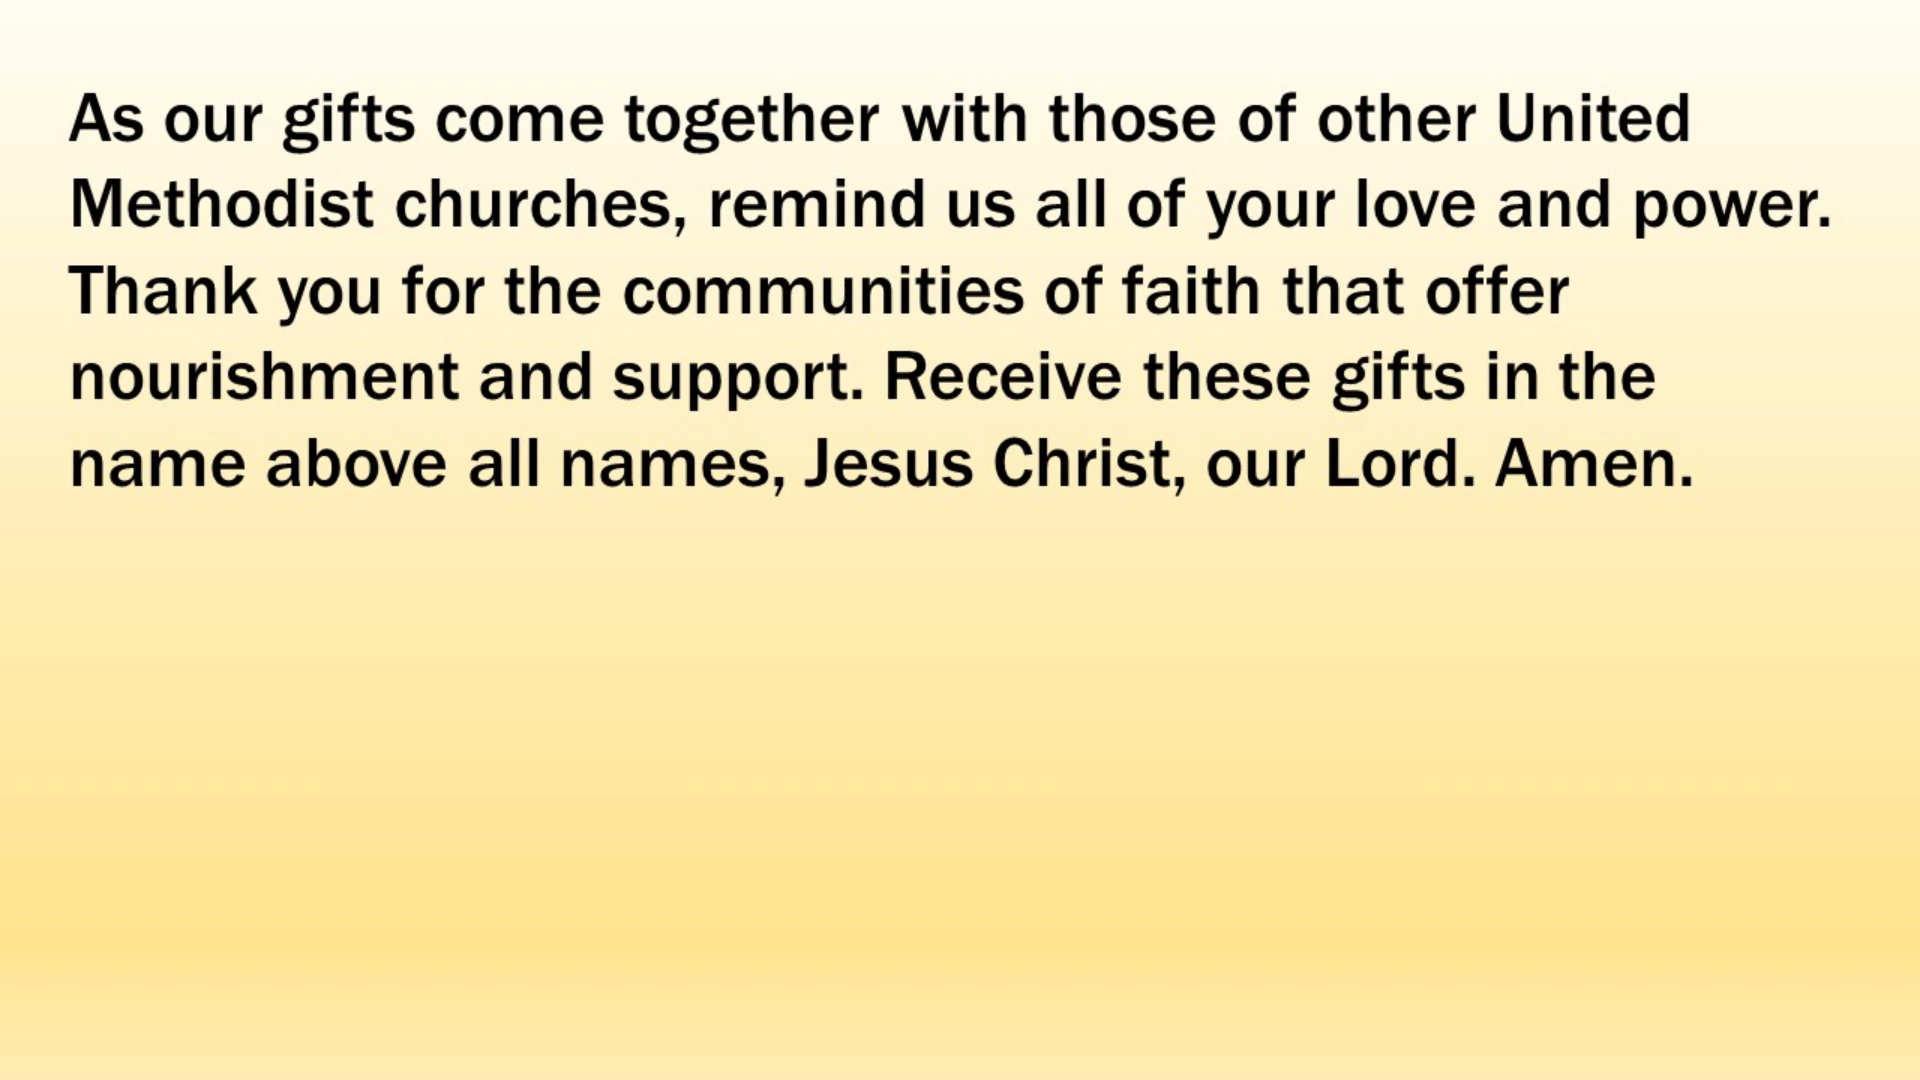 As our gifts come together with those of other United
Methodist churches, remind us all of your love and power.
Thank you for the communities of faith that offer
nourishment and support. Receive these gifts in the
name above all names, Jesus Christ, our Lord. Amen.